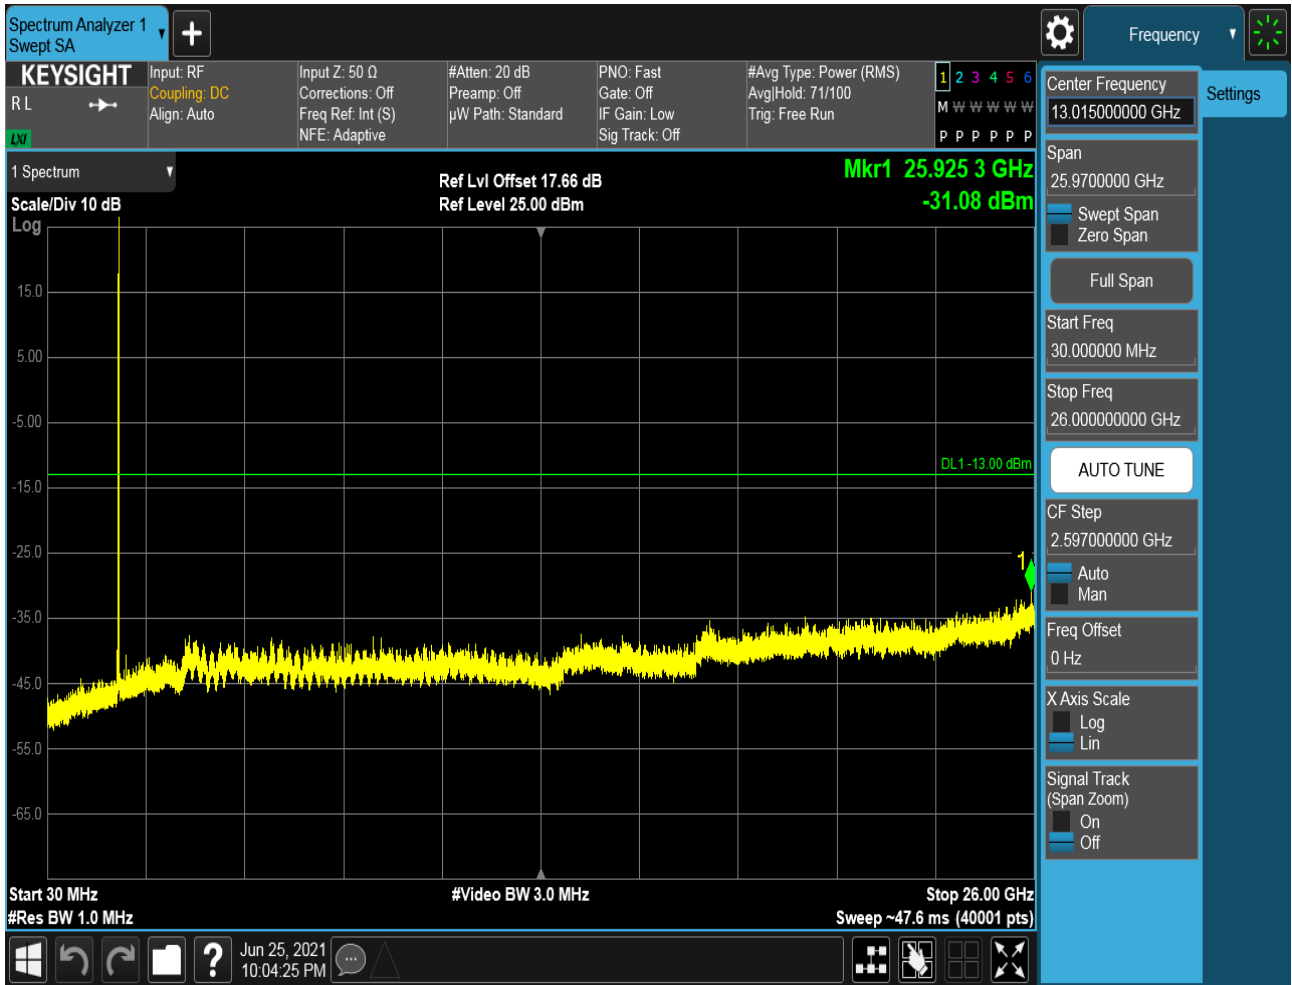 Spectrum Analyzer 1
Swept SA
Frequency
KEYSIGHT
R L
LXI
Input: RF
Coupling: DC
Align: Auto
Input Z: 50 Ω
Corrections: Off
Freq Ref: Int (S)
NFE: Adaptive
#Atten: 20 dB
Preamp: Off
µW Path: Standard
PNO: Fast
Gate: Off
IF Gain: Low
Sig Track: Off
#Avg Type: Power (RMS)
Avg|Hold: 71/100
Trig: Free Run
1 2 3 4 5 6
M W W W W W
P P P P P P
1 Spectrum
Scale/Div 10 dB
Log
Ref Lvl Offset 17.66 dB
Ref Level 25.00 dBm
Mkr1 25.925 3 GHz
-31.08 dBm
15.0
5.00
-5.00
DL1 -13.00 dBm
-15.0
-25.0
1
-35.0
-45.0
-55.0
-65.0
Start 30 MHz
#Res BW 1.0 MHz
#Video BW 3.0 MHz
Stop 26.00 GHz
Sweep ~47.6 ms (40001 pts)
Jun 25, 2021
10:04:25 PM
Center Frequency
13.015000000 GHz
Settings
Span
25.9700000 GHz
Swept Span
Zero Span
Full Span
Start Freq
30.000000 MHz
Stop Freq
26.000000000 GHz
AUTO TUNE
CF Step
2.597000000 GHz
Auto
Man
Freq Offset
0 Hz
X Axis Scale
Log
Lin
Signal Track
(Span Zoom)
On
Off